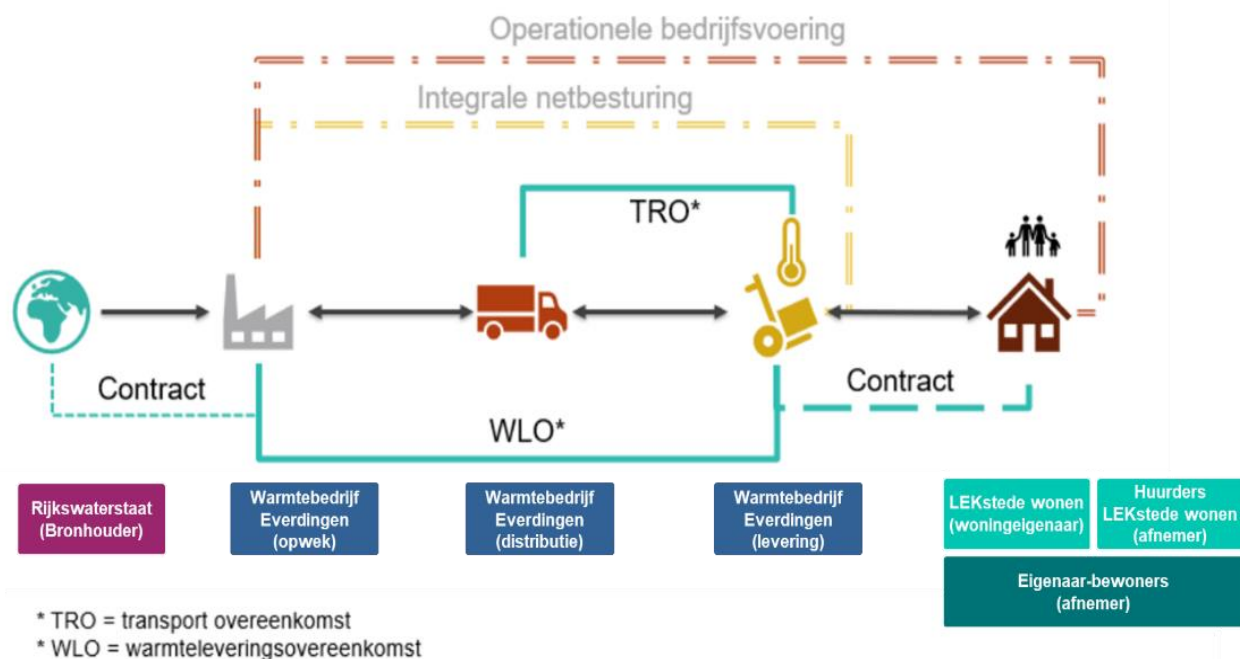 Operationele bedrijfsvoering
Integrale netbesturing
TRO*
Contract
Contract
WLO*
Rijkswaterstaat
(Bronhouder)
Warmtebedrijf
Everdingen
(opwek)
Warmtebedrijf
Everdingen
(distributie)
Warmtebedrijf
Everdingen
(levering)
LEKstede wonen
(woningeigenaar)
Huurders
LEKstede wonen
(afnemer)
Eigenaar-bewoners
(afnemer)
* TRO = transport overeenkomst
* WLO = warmteleveringsovereenkomst